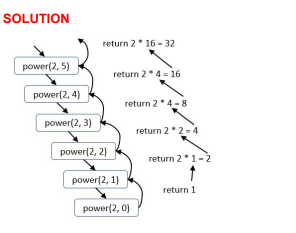 SOLUTION
return 2 * 16 = 32
power(2, 5)
return 2 * 4 = 16
power(2, 4)
return 2 * 4 = 8
power(2, 3)
return 2 * 2 = 4
power(2, 2)
return 2 * 1 = 2
power(2, 1)
return 1
power(2, 0)